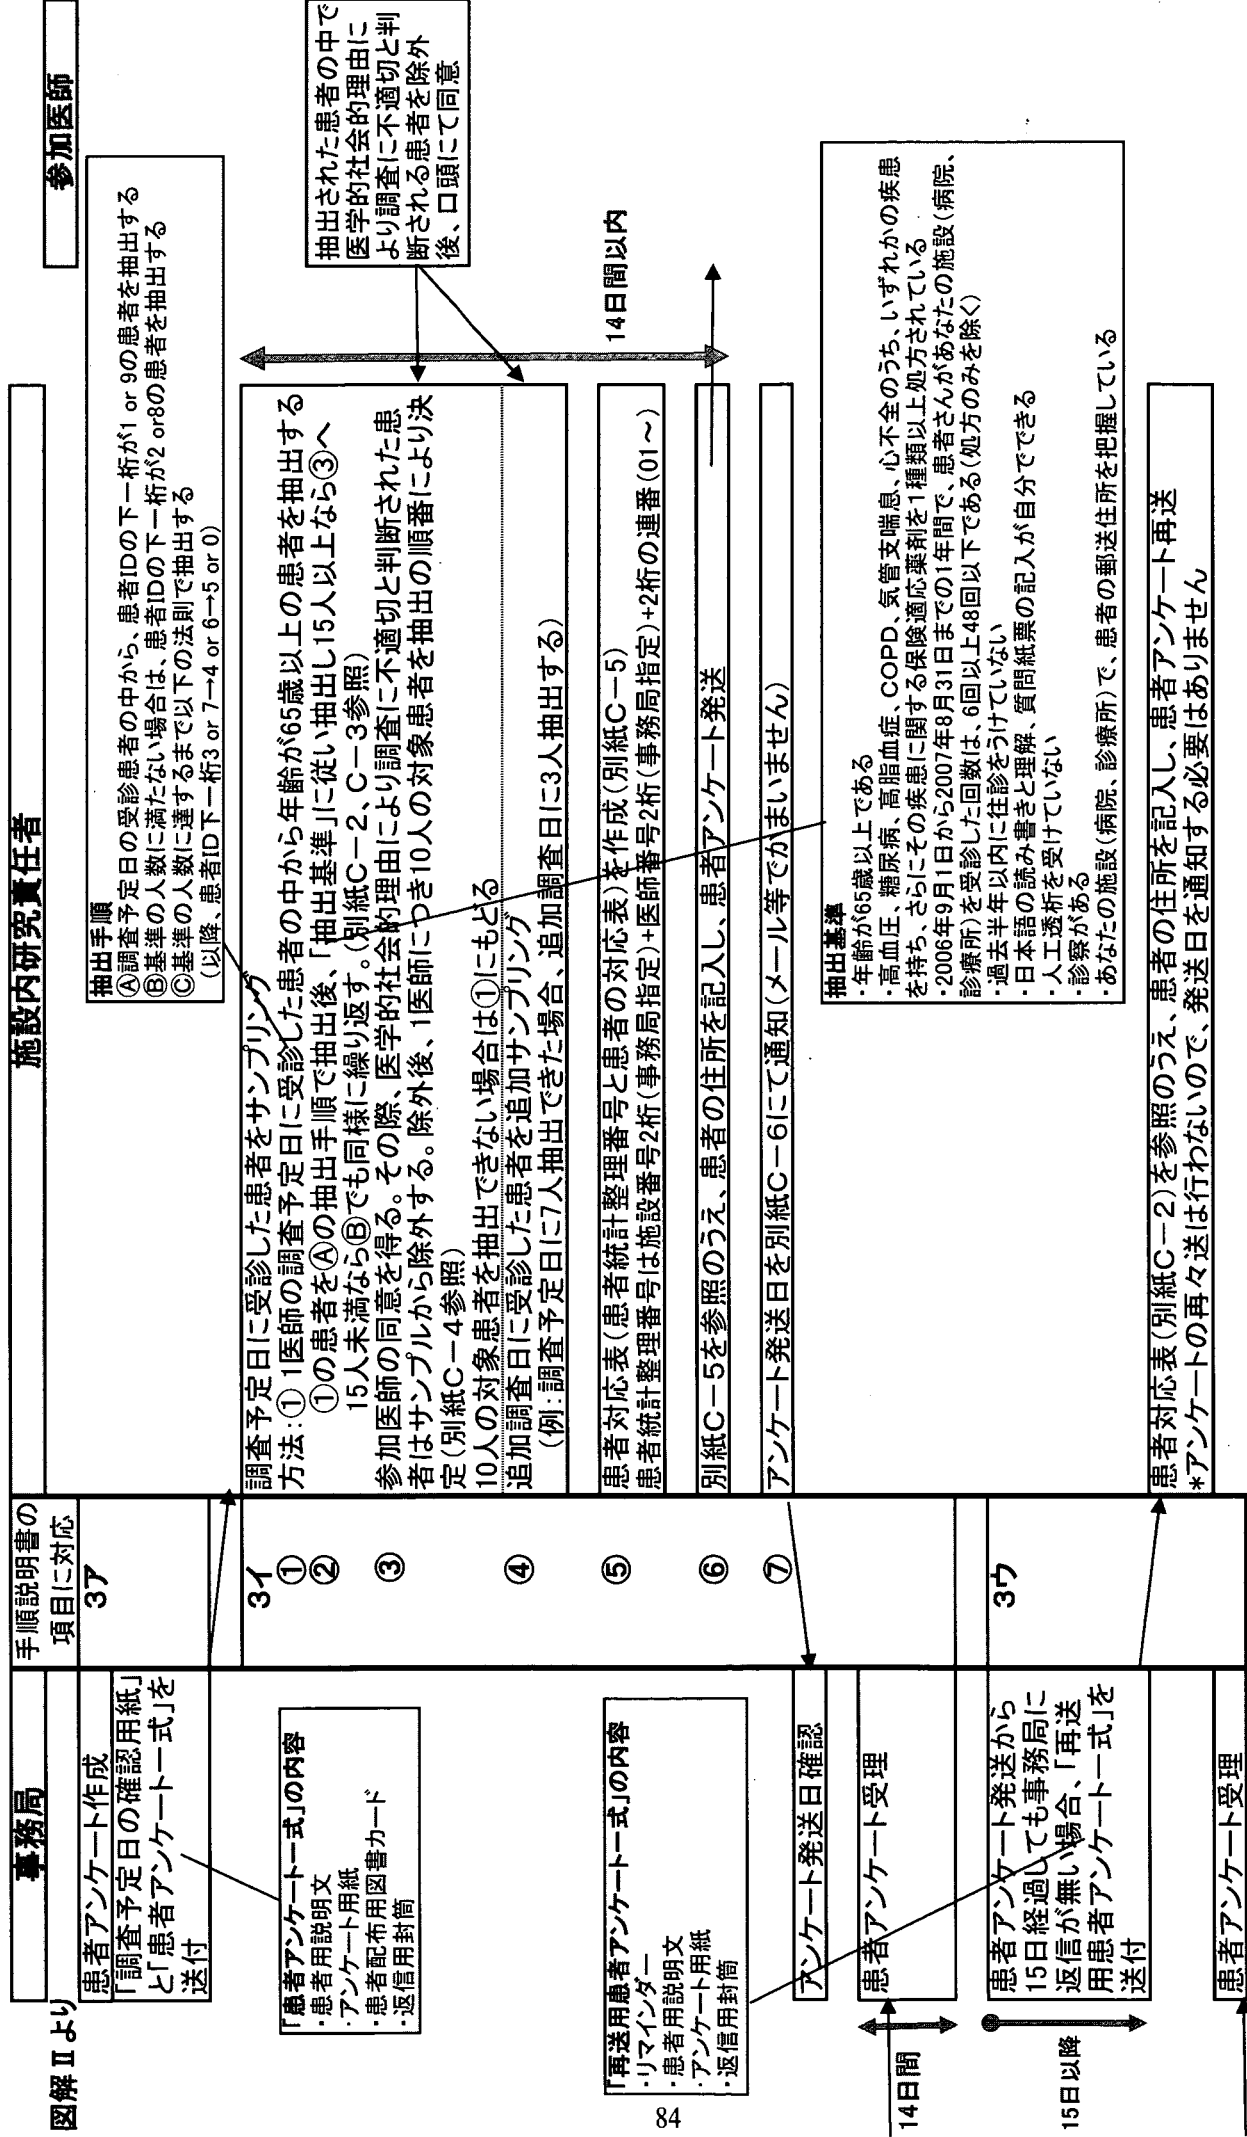 図解Ⅱより
事務局
手順説明書の
項目に対応
施設内研究責任者
参加医師
患者アンケート作成
「調査予定日の確認用紙」
と「患者アンケート一式」を
送付
3ア
抽出手順
Ⓐ調査予定日の受診患者の中から、患者IDの下一桁が1 or 9の患者を抽出する
Ⓑ基準の人数に満たない場合は、患者IDの下一桁が2 or8の患者を抽出する
Ⓒ基準の人数に達するまで以下の法則で抽出する
(以降、患者ID下一桁3 or 7→4 or 6→5 or 0)
「患者アンケート一式」の内容
・患者用説明文
・アンケート用紙
・患者配布用図書カード
・返信用封筒
3イ
①
②
③
④
⑤
⑥
⑦
調査予定日に受診した患者をサンプリング
方法:① 1医師の調査予定日に受診した患者の中から年齢が65歳以上の患者を抽出する
①の患者をⒶの抽出手順で抽出後、「抽出基準」に従い抽出し15人以上なら③へ
15人未満ならⒷでも同様に繰り返す。(別紙C-2、C-3参照)
参加医師の同意を得る。その際、医学的社会的理由により調査に不適切と判断された患
者はサンプルから除外する。除外後、1医師につき10人の対象患者を抽出の順番により決
定(別紙C-4参照)
10人の対象患者を抽出できない場合は①にもどる
追加調査日に受診した患者を追加サンプリング
(例:調査予定日に7人抽出できた場合、追加調査日に3人抽出する)
抽出された患者の中で
医学的社会的理由に
より調査に不適切と判
断される患者を除外
後、口頭にて同意
14日間以内
患者対応表(患者統計整理番号と患者の対応表)を作成(別紙C-5)
患者統計整理番号は施設番号2桁(事務局指定)+医師番号2桁(事務局指定)+2桁の連番(01~)
別紙C-5を参照のうえ、患者の住所を記入し、患者アンケート発送
アンケート発送日を別紙C-6にて通知(メール等でかまいません)
「再送用患者アンケート一式」の内容
・リマインダー
・患者用説明文
・アンケート用紙
・返信用封筒
アンケート発送日確認
患者アンケート受理
14日間
抽出基準
・年齢が65歳以上である
・高血圧、糖尿病、高脂血症、COPD、気管支喘息、心不全のうち、いずれかの疾患
を持ち、さらにその疾患に関する保険適応薬剤を1種類以上処方されている
・2006年9月1日から2007年8月31日までの1年間で、患者さんがあなたの施設(病院、
診療所)を受診した回数は、6回以上48回以下である(処方のみを除く)
・過去半年以内に往診をうけていない
・日本語の読み書きと理解、質問紙票の記入が自分でできる
・人工透析を受けていない
・診察がある
・あなたの施設(病院、診療所)で、患者の郵送住所を把握している
3ウ
患者アンケート発送から
15日経過しても事務局に
返信が無い場合、「再送
用患者アンケート一式」を
送付
15日以降
患者対応表(別紙C-2)を参照のうえ、患者の住所を記入し、患者アンケート再送
*アンケートの再々送は行わないので、発送日を通知する必要はありません
患者アンケート受理
84